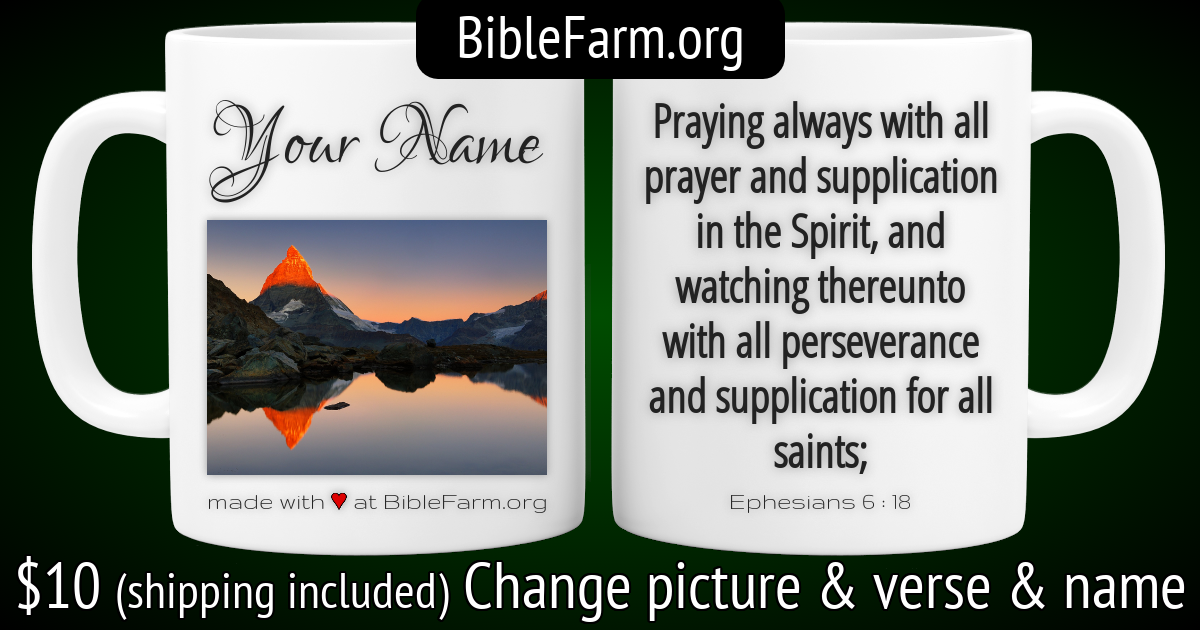 BibleFarm.org
Your Name
made with ♥ at BibleFarm.org
Praying always with all
prayer and supplication
in the Spirit, and
watching thereunto
with all perseverance
and supplication for all
saints;
Ephesians 6 : 18
$10 (shipping included) Change picture & verse & name